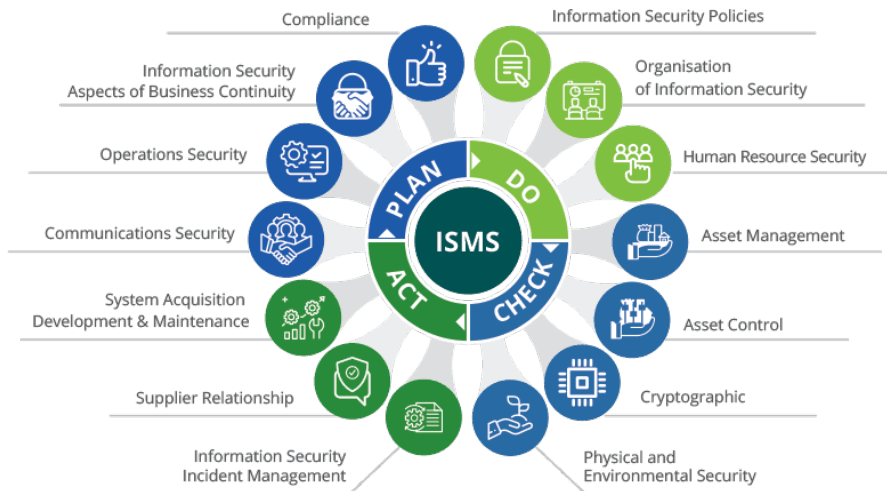 Compliance
Information Security
Aspects of Business Continuity
Operations Security
Communications Security
System Acquisition
Development & Maintenance
Supplier Relationship
Information Security
Incident Management
Information Security Policies
Organisation
of Information Security
Human Resource Security
Asset Management
Asset Control
Cryptographic
Physical and
Environmental Security
PLAN
DO
CHECK
ACT
ISMS